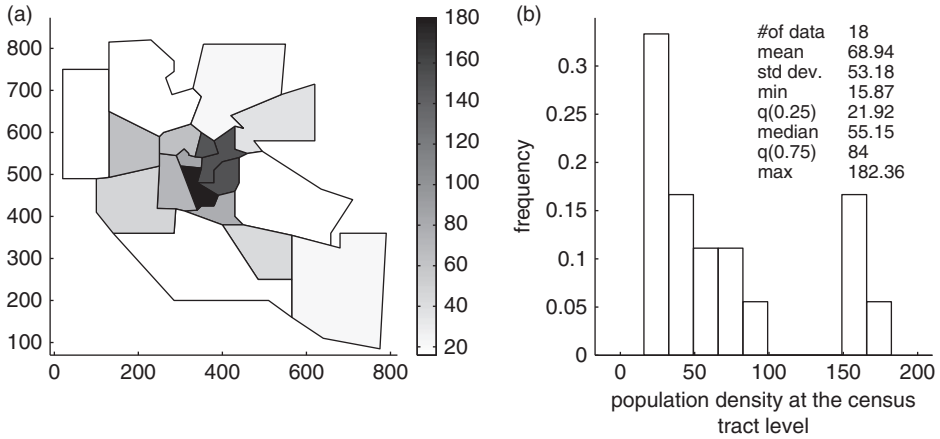 (a)
800
700
600
500
400
300
200
100
0 200 400 600 800
180
160
140
120
100
80
60
40
20
(b)
#of data 18
mean 68.94
std dev. 53.18
min 15.87
q(0.25) 21.92
median 55.15
q(0.75) 84
max 182.36
frequency
0.3
0.25
0.2
0.15
0.1
0.05
0
0 50 100 150 200
population density at the census
tract level